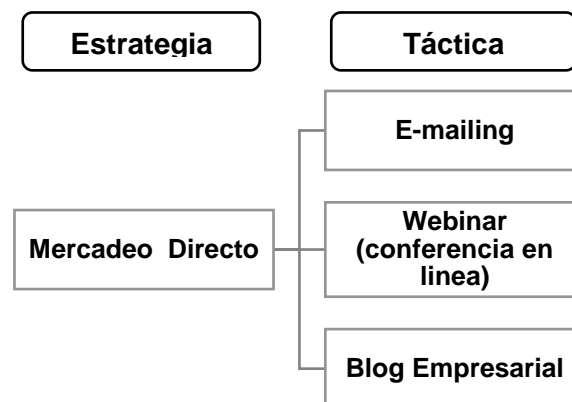 Estrategia
Táctica
E-mailing
Mercadeo Directo
Webinar
(conferencia en
linea)
Blog Empresarial